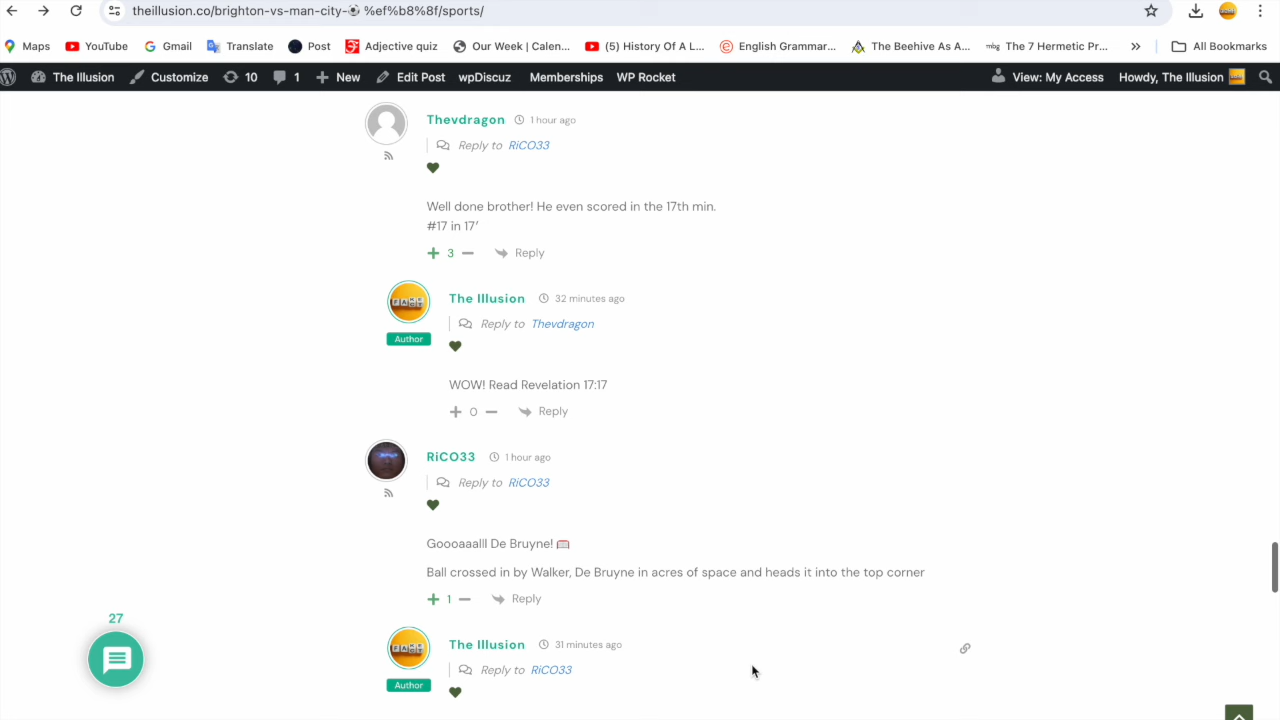 theillusion.co/brighton-vs-man-city-⚽ %ef%b8%8f/sports/
Maps YouTube Gmail Translate Post Adjective quiz Our Week | Calen... (5) History Of A L... English Grammar... The Beehive As A... The 7 Hermetic Pr... » All Bookmarks
The Illusion Customize 10 1 New Edit Post wpDiscuz Memberships WP Rocket View: My Access Howdy, The Illusion
Thevdragon 1 hour ago
Reply to RiCO33
Well done brother! He even scored in the 17th min.
#17 in 17′
3 Reply
The Illusion 32 minutes ago
Author
Reply to Thevdragon
WOW! Read Revelation 17:17
0 Reply
RiCO33 1 hour ago
Reply to RiCO33
Goooaaalll De Bruyne! 🥅
Ball crossed in by Walker, De Bruyne in acres of space and heads it into the top corner
1 Reply
27
The Illusion 31 minutes ago
Author
Reply to RiCO33